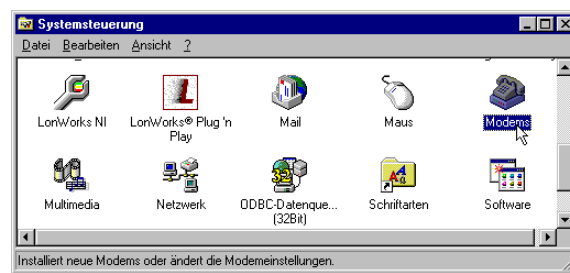 Systemsteuerung
Datei Bearbeiten Ansicht ?
LonWorks NI LonWorks® Plug 'n Play Mail Maus Modems
Multimedia Netzwerk ODBC-Datenque... (32Bit) Schriftarten Software
Installiert neue Modems oder ändert die Modemeinstellungen.